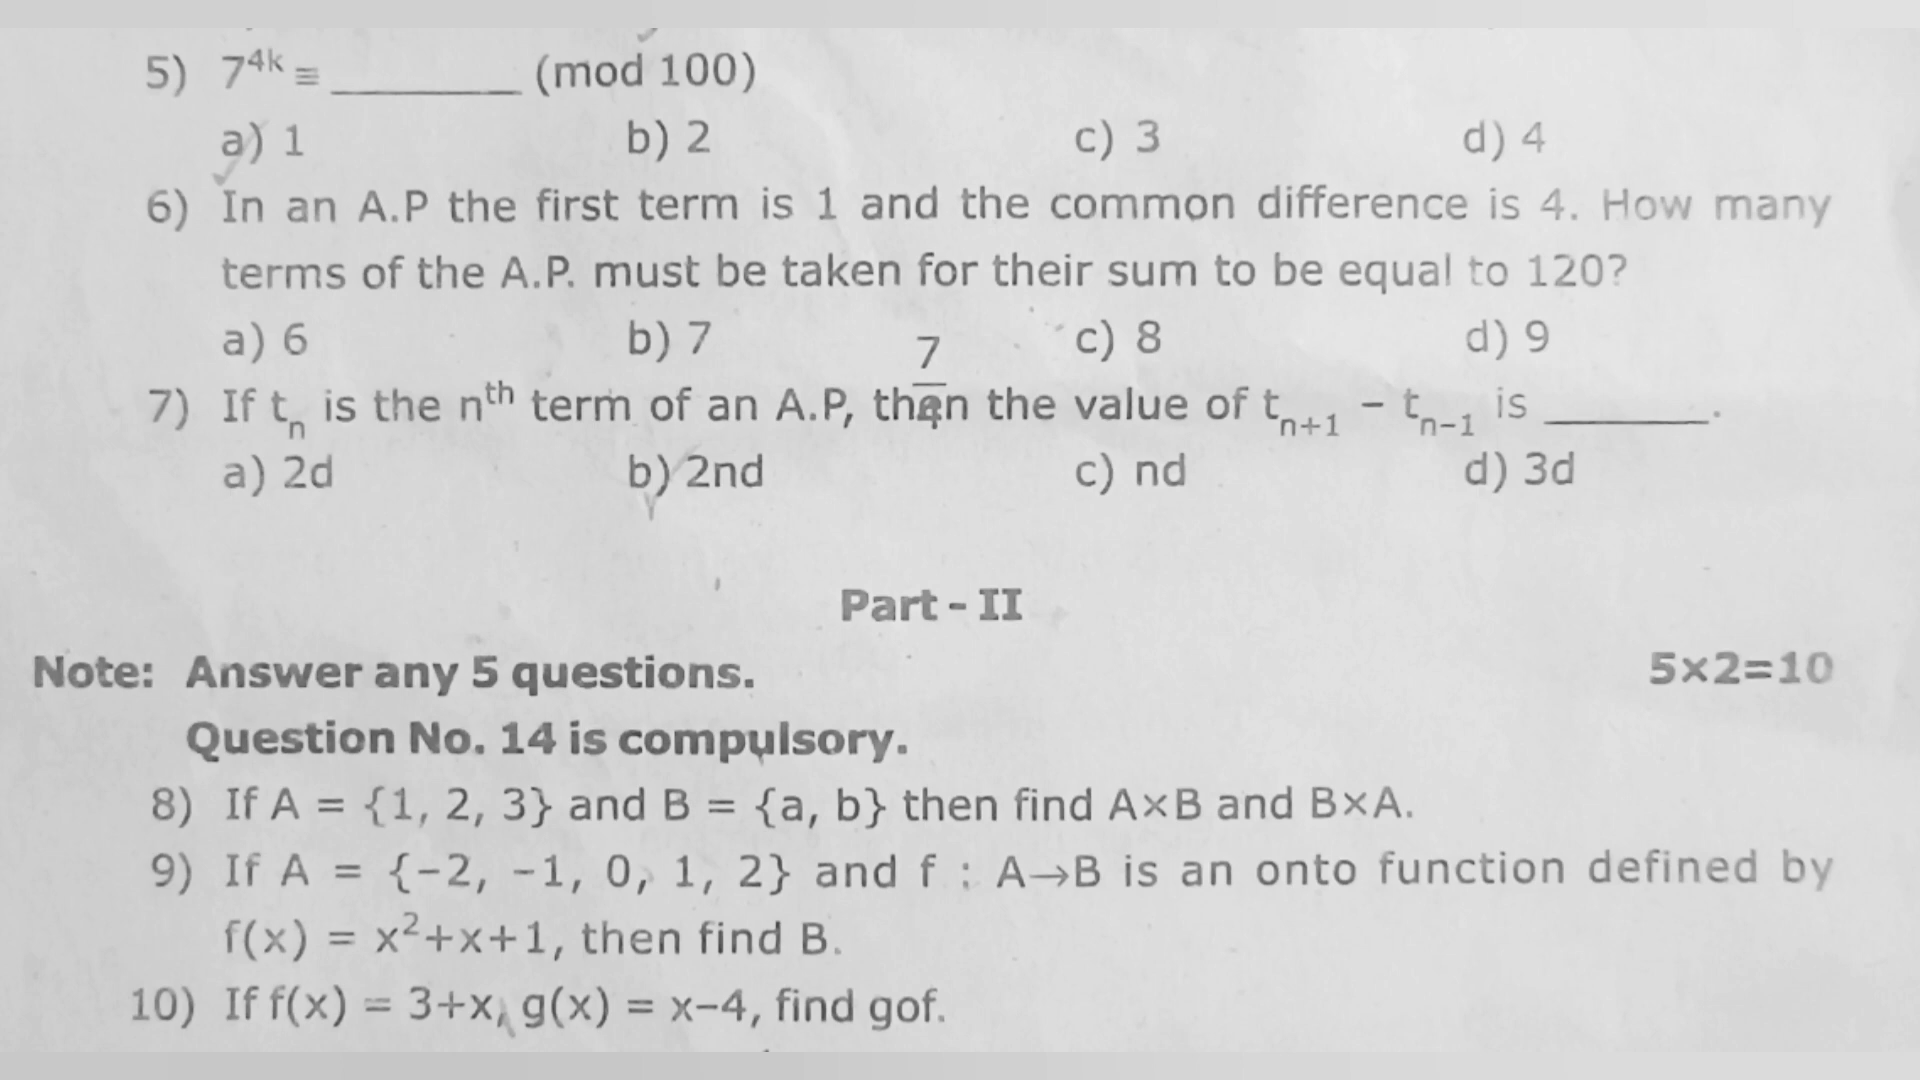 5) 7⁴ᵏ ≡ ________ (mod 100)
a) 1 b) 2 c) 3 d) 4
6) In an A.P the first term is 1 and the common difference is 4. How many
terms of the A.P. must be taken for their sum to be equal to 120?
a) 6 b) 7 c) 8 d) 9
7
7) If tₙ is the nᵗʰ term of an A.P, then the value of tₙ₊₁ − tₙ₋₁ is ________.
a) 2d b) 2nd c) nd d) 3d
Part - II
Note: Answer any 5 questions. 5×2=10
Question No. 14 is compulsory.
8) If A = {1, 2, 3} and B = {a, b} then find A×B and B×A.
9) If A = {−2, −1, 0, 1, 2} and f : A→B is an onto function defined by
f(x) = x²+x+1, then find B.
10) If f(x) = 3+x, g(x) = x−4, find gof.